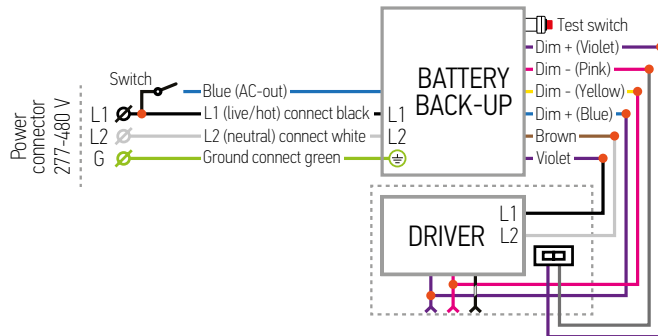 Test switch
Dim + (Violet)
Dim - (Pink)
Dim - (Yellow)
Dim + (Blue)
Brown
Violet
BATTERY
BACK-UP
L1
L2
Switch
Blue (AC-out)
L1 (live/hot) connect black
L2 (neutral) connect white
Ground connect green
L1
L2
G
Power
connector
277-480 V
DRIVER
L1
L2